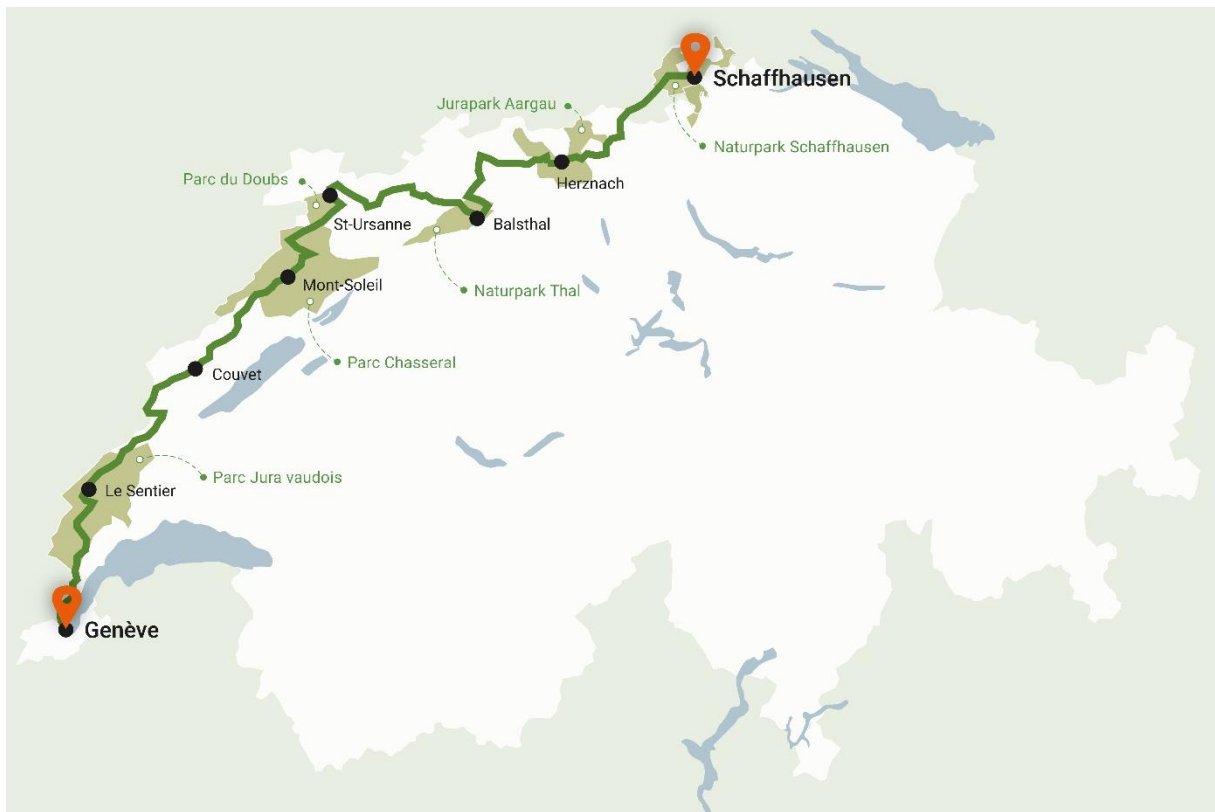 Schaffhausen
Jurapark Aargau
Naturpark Schaffhausen
Parc du Doubs
Herznach
St-Ursanne
Balsthal
Mont-Soleil
Naturpark Thal
Parc Chasseral
Couvet
Parc Jura vaudois
Le Sentier
Genève